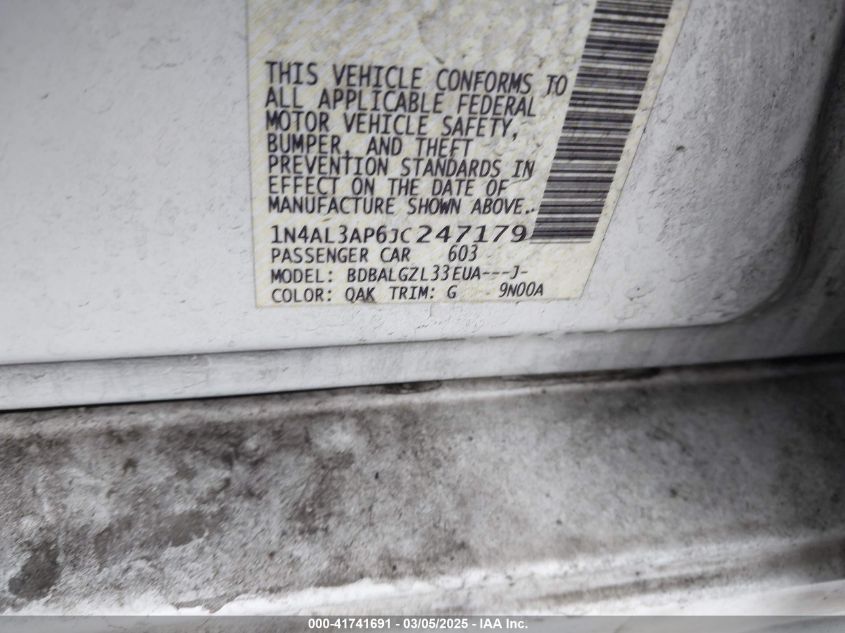 THIS VEHICLE CONFORMS TO
ALL APPLICABLE FEDERAL
MOTOR VEHICLE SAFETY,
BUMPER, AND THEFT
PREVENTION STANDARDS IN
EFFECT ON THE DATE OF
MANUFACTURE SHOWN ABOVE.
1N4AL3AP6JC247179
PASSENGER CAR 603
MODEL: BDBALGZL33EUA---J-
COLOR: QAK TRIM: G 9N00A
000-41741691 - 03/05/2025 - IAA Inc.